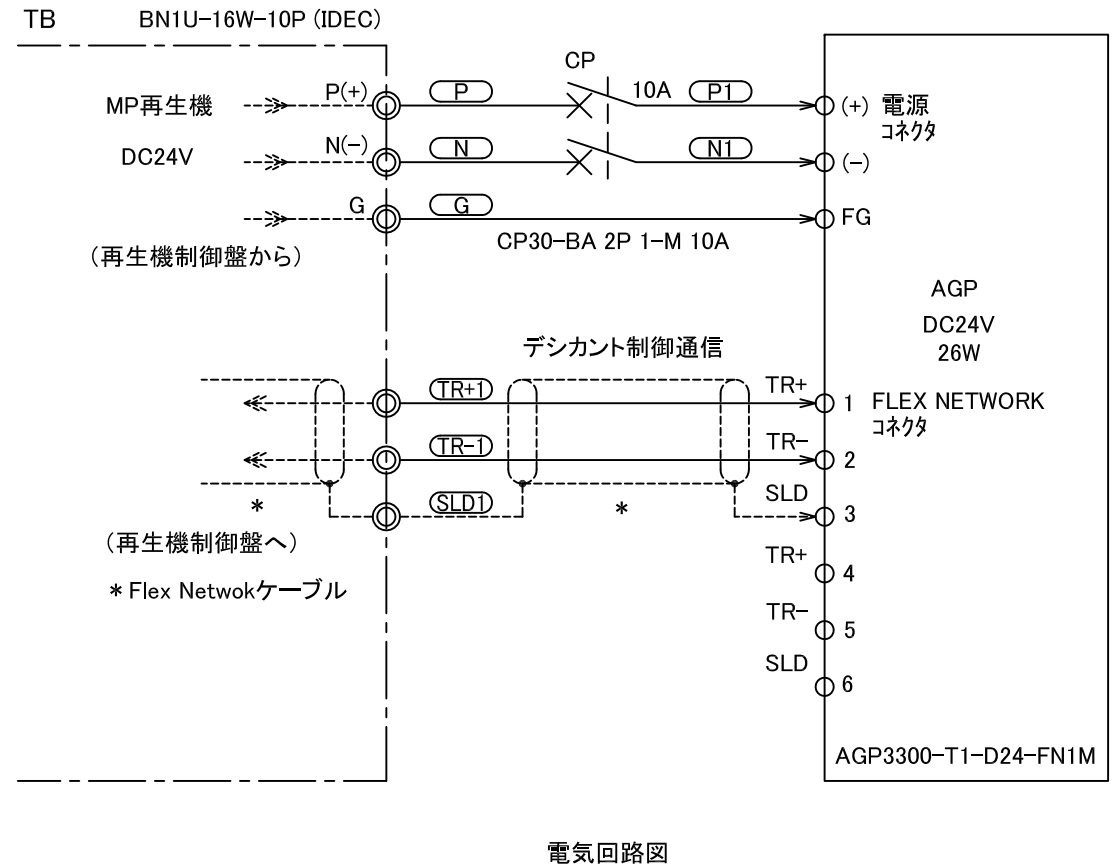 TB
BN1U-16W-10P (IDEC)
MP再生機
DC24V
P(+)
P
CP
10A
P1
(+)
電源
コネクタ
N(-)
N
N1
(-)
G
G
FG
CP30-BA 2P 1-M 10A
(再生機制御盤から)
AGP
DC24V
26W
デシカント制御通信
TR+1
TR+
1
FLEX NETWORK
コネクタ
TR-1
TR-
2
*
SLD1
*
SLD
3
(再生機制御盤へ)
* Flex Netwokケーブル
TR+
4
TR-
5
SLD
6
AGP3300-T1-D24-FN1M
電気回路図